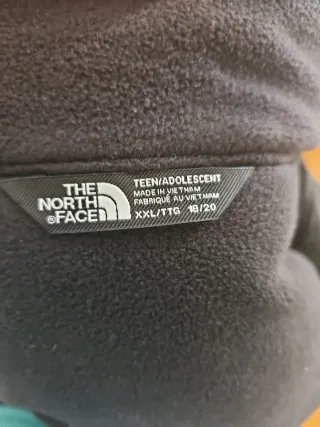 THE
NORTH
FACE
TEEN/ADOLESCENT
MADE IN VIETNAM
FABRIQUÉ AU VIETNAM
XXL/TTG 18/20